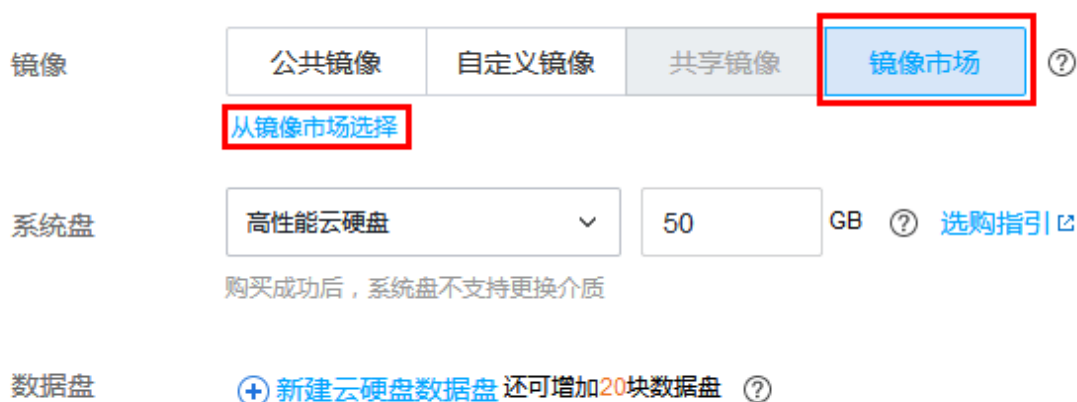 镜像 公共镜像 自定义镜像 共享镜像 镜像市场
从镜像市场选择
系统盘 高性能云硬盘 50 GB 选购指引
购买成功后，系统盘不支持更换介质
数据盘 新建云硬盘数据盘 还可增加20块数据盘